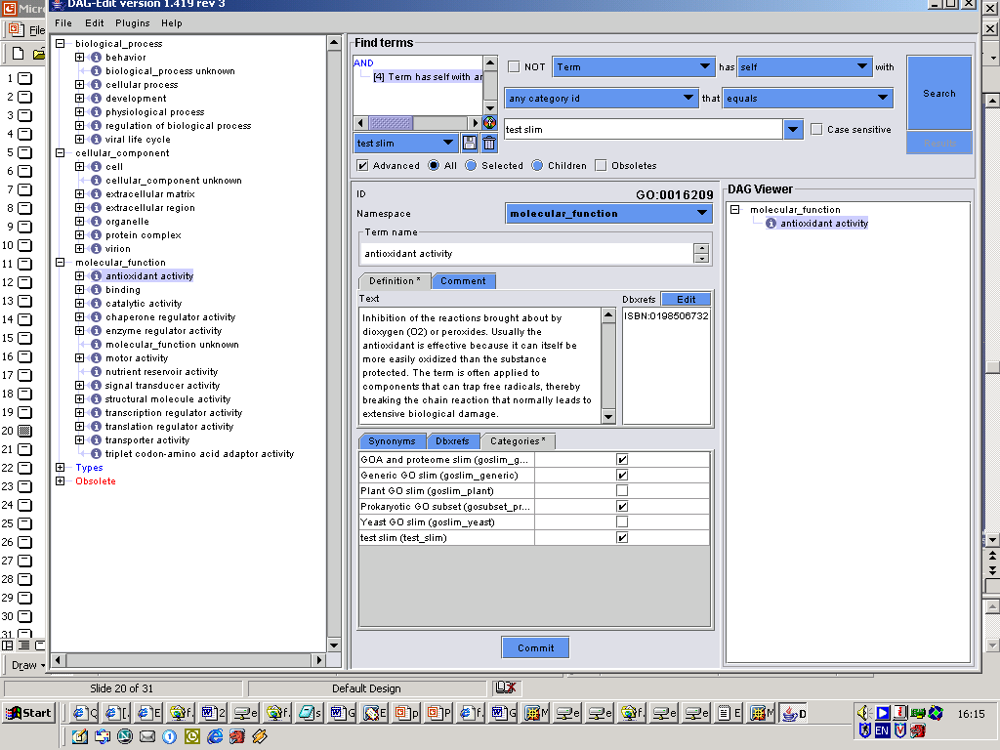 Micro
DAG-Edit version 1.419 rev 3
File
File Edit Plugins Help
biological_process
behavior
biological_process unknown
cellular process
development
physiological process
regulation of biological process
viral life cycle
cellular_component
cell
cellular_component unknown
extracellular matrix
extracellular region
organelle
protein complex
virion
molecular_function
antioxidant activity
binding
catalytic activity
chaperone regulator activity
enzyme regulator activity
molecular_function unknown
motor activity
nutrient reservoir activity
signal transducer activity
structural molecule activity
transcription regulator activity
translation regulator activity
transporter activity
triplet codon-amino acid adaptor activity
Types
Obsolete
1
2
3
4
5
6
7
8
9
10
11
12
13
14
15
16
17
18
19
20
21
22
23
24
25
26
27
28
29
30
31
Find terms
AND
[4] Term has self with ar
test slim
NOT Term has self with
any category id that equals
test slim Case sensitive
Search
Results
Advanced All Selected Children Obsoletes
ID GO:0016209
Namespace molecular_function
Term name
antioxidant activity
Definition * Comment
Text
Inhibition of the reactions brought about by
dioxygen (O2) or peroxides. Usually the
antioxidant is effective because it can itself be
more easily oxidized than the substance
protected. The term is often applied to
components that can trap free radicals, thereby
breaking the chain reaction that normally leads to
extensive biological damage.
Dbxrefs Edit
ISBN:0198506732
Synonyms Dbxrefs Categories *
GOA and proteome slim (goslim_g...
Generic GO slim (goslim_generic)
Plant GO slim (goslim_plant)
Prokaryotic GO subset (gosubset_pr...
Yeast GO slim (goslim_yeast)
test slim (test_slim)
Commit
DAG Viewer
molecular_function
antioxidant activity
Draw
Slide 20 of 31 Default Design
Start C [. E f. 2 e f. s G E p P f. G M e e f. e e E M D
EN
16:15